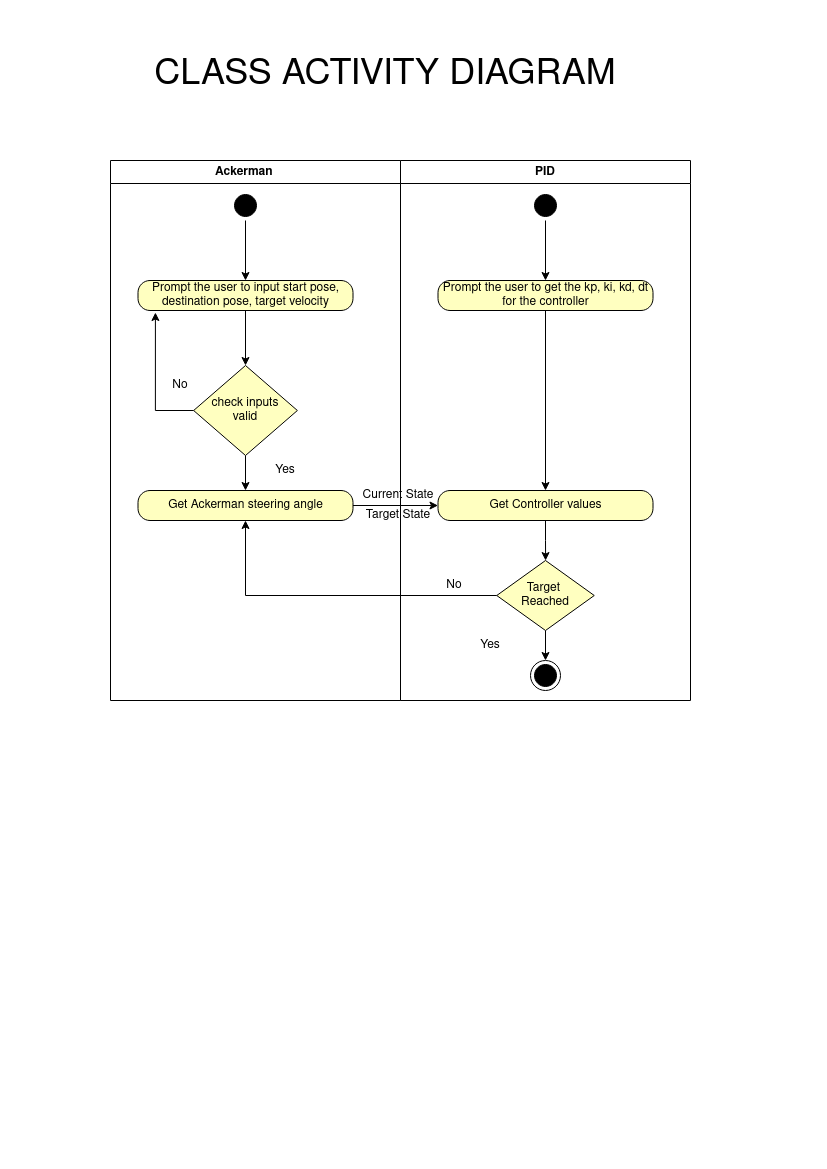 CLASS ACTIVITY DIAGRAM
Ackerman
PID
Prompt the user to input start pose,
destination pose, target velocity
Prompt the user to get the kp, ki, kd, dt
for the controller
No
check inputs
valid
Yes
Get Ackerman steering angle
Current State
Target State
Get Controller values
No
Target
Reached
Yes